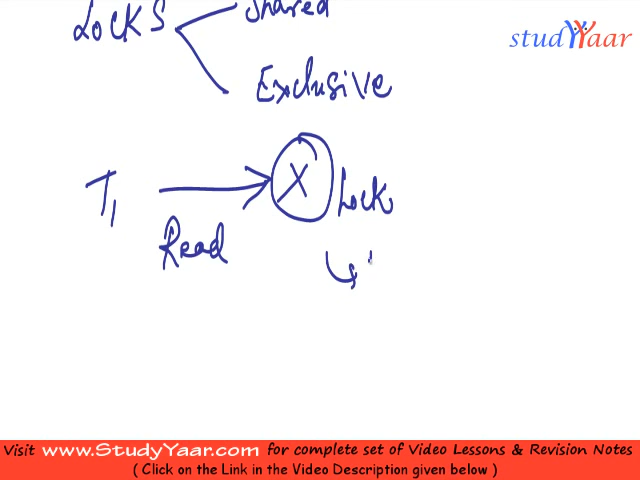 Locks
Shared
studYYaar
Exclusive
T1
X
Lock
Read
Visit www.StudyYaar.com for complete set of Video Lessons & Revision Notes
( Click on the Link in the Video Description given below )